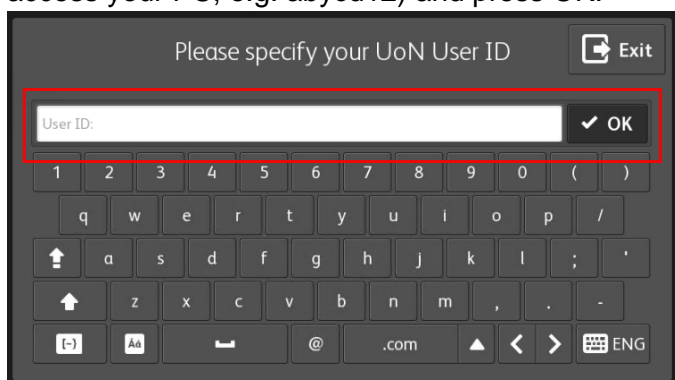 access your PC, e.g. and press OK.
Please specify your UoN User ID
Exit
User ID:
OK
1 2 3 4 5 6 7 8 9 0 ( )
q w e r t y u i o p /
a s d f g h j k l ; '
z x c v b n m , . -
[~} Áá @ .com ENG